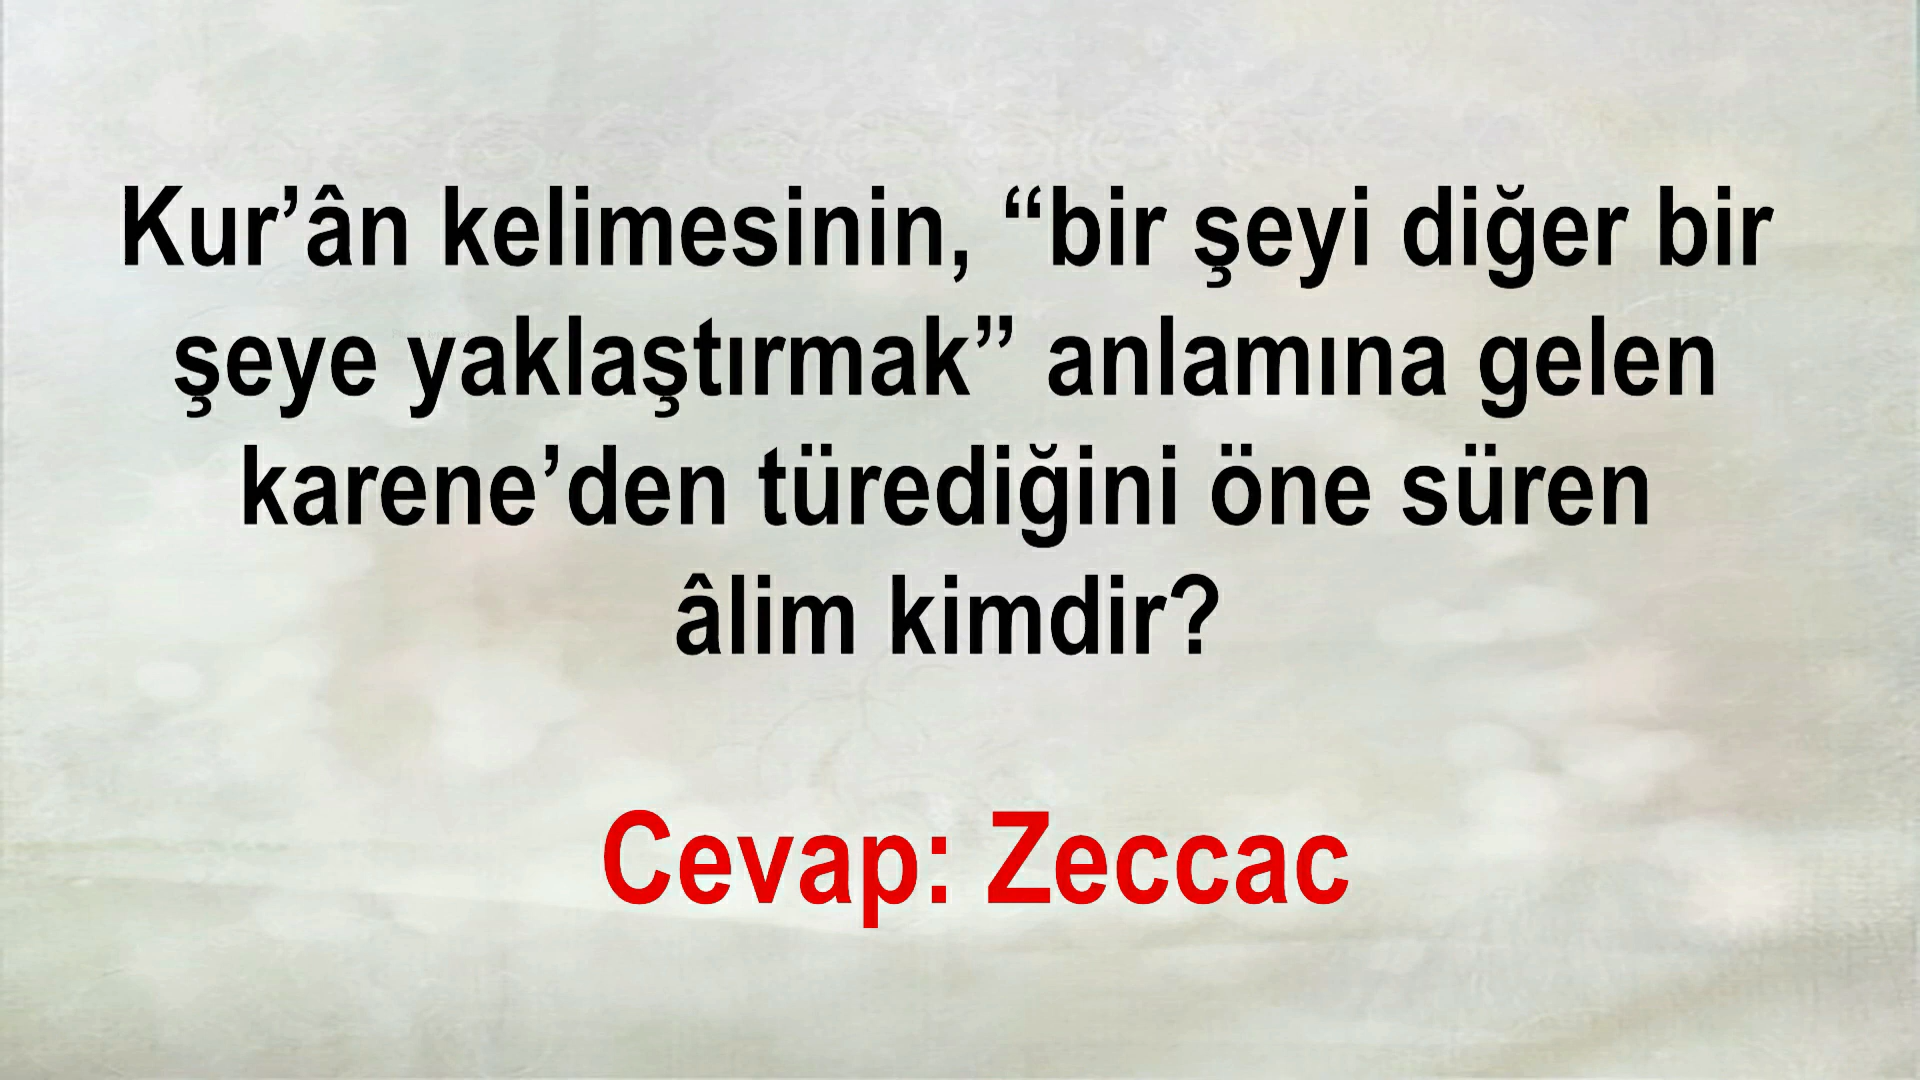 Kur’ân kelimesinin, “bir şeyi diğer bir
şeye yaklaştırmak” anlamına gelen
karene’den türediğini öne süren
âlim kimdir?
Cevap: Zeccac